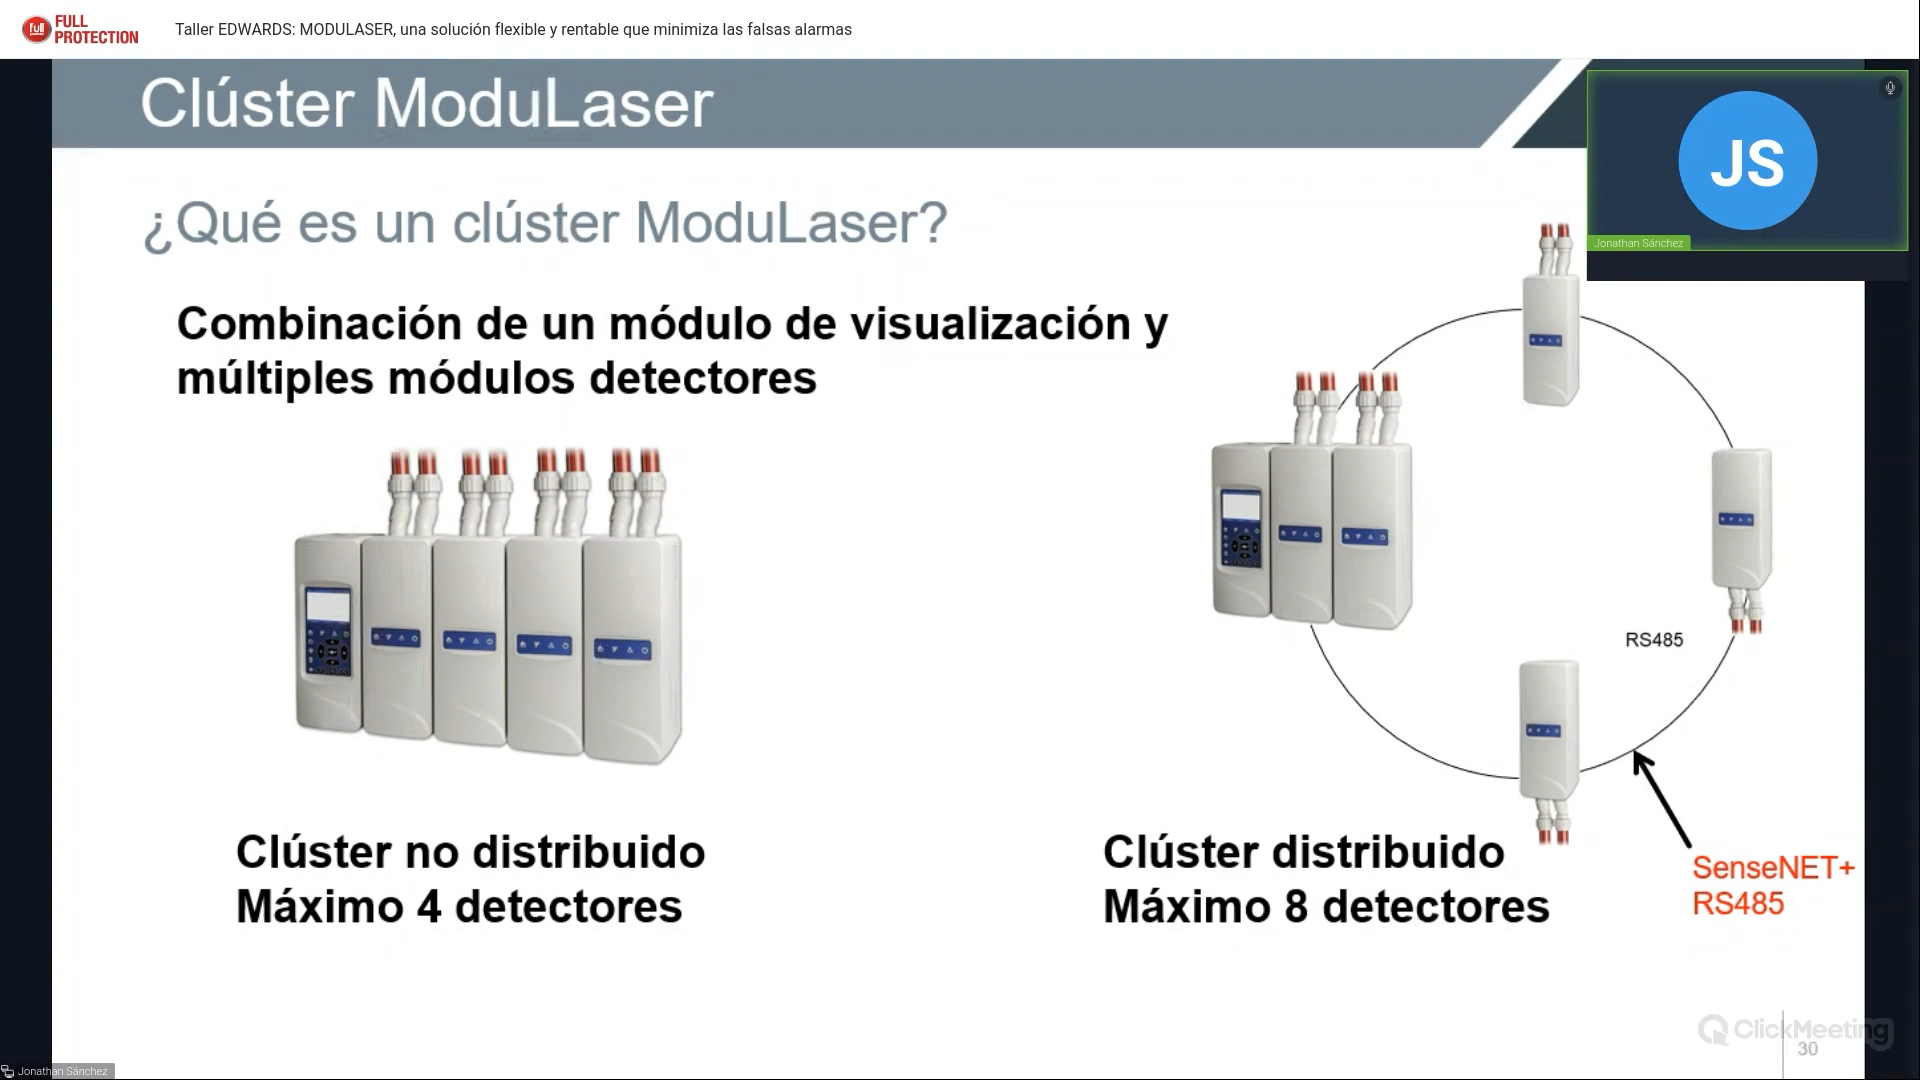 full
FULL
PROTECTION
Taller EDWARDS: MODULASER, una solución flexible y rentable que minimiza las falsas alarmas
Clúster ModuLaser
JS
Jonathan Sánchez
¿Qué es un clúster ModuLaser?
Combinación de un módulo de visualización y
múltiples módulos detectores
RS485
Clúster no distribuido
Máximo 4 detectores
Clúster distribuido
Máximo 8 detectores
SenseNET+
RS485
ClickMeeting
30
Jonathan Sánchez